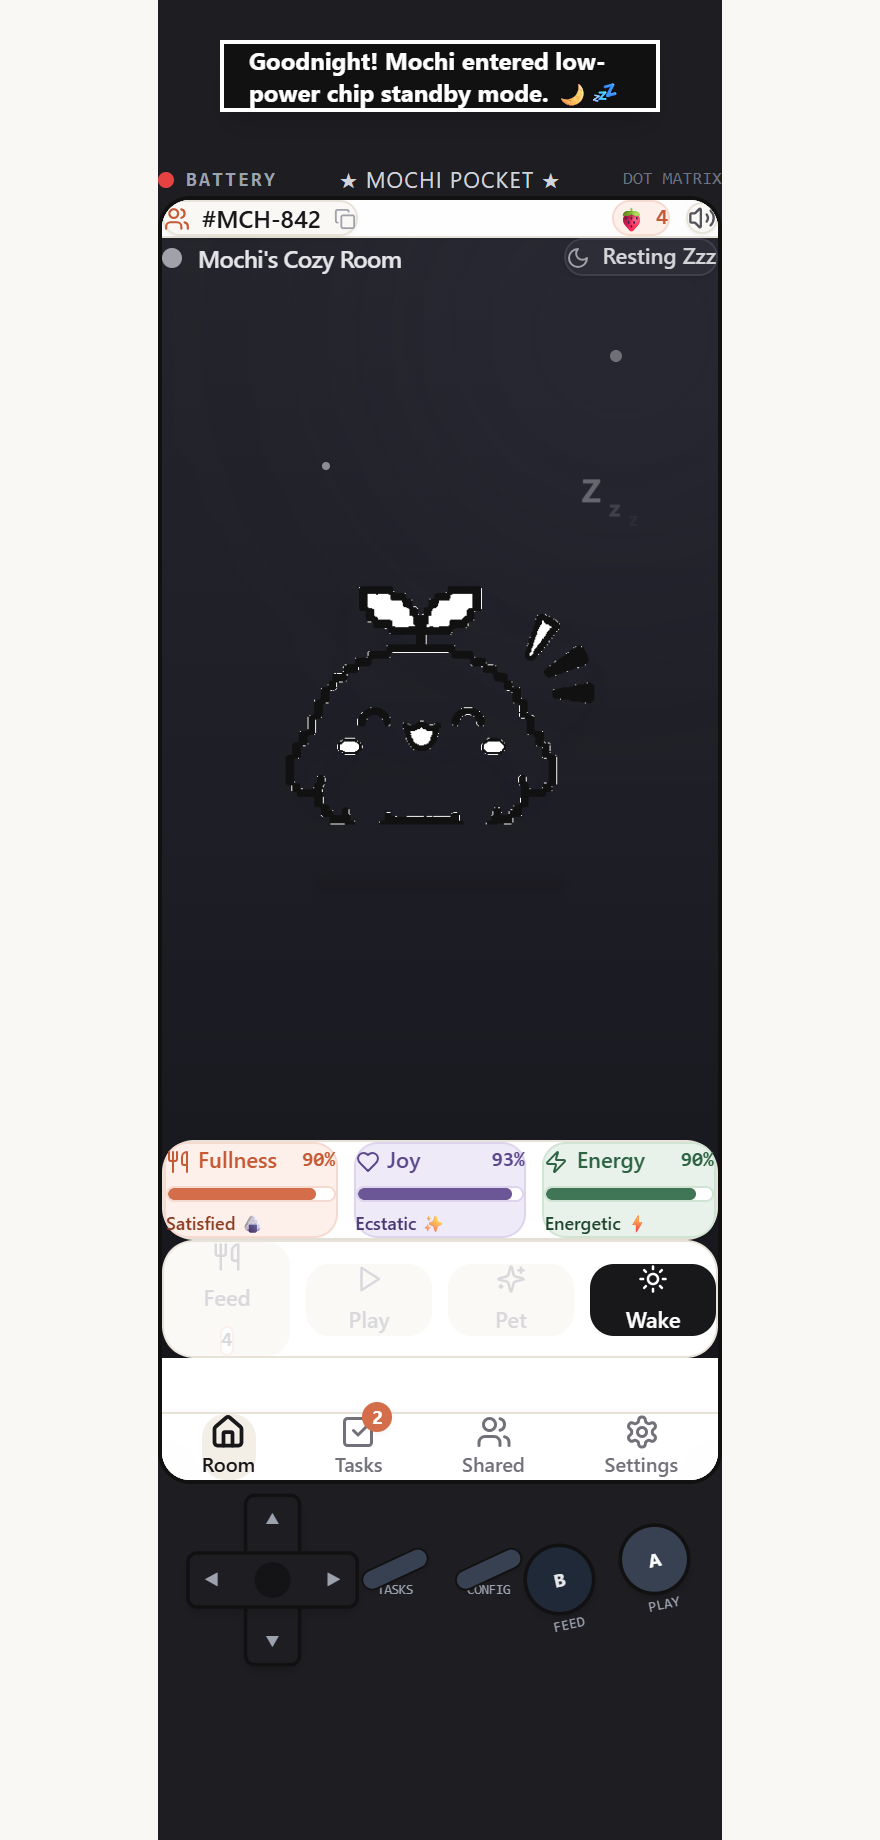 Goodnight! Mochi entered low-
power chip standby mode. 🌙 💤
BATTERY
★ MOCHI POCKET ★
DOT MATRIX
#MCH-842
🍓 4
Mochi's Cozy Room
Resting Zzz
Z z z
Fullness 90%
Satisfied 🍙
Joy 93%
Ecstatic ✨
Energy 90%
Energetic ⚡
Feed
4
Play
Pet
Wake
2
Room
Tasks
Shared
Settings
▲
◀ ▶
▼
TASKS
CONFIG
B
FEED
A
PLAY